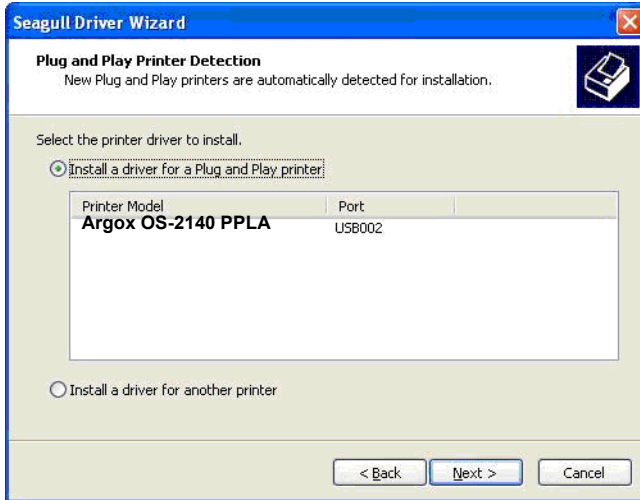 Seagull Driver Wizard
Plug and Play Printer Detection
New Plug and Play printers are automatically detected for installation.
Select the printer driver to install.
Install a driver for a Plug and Play printer
Printer Model Port
Argox OS-2140 PPLA USB002
Install a driver for another printer
< Back Next > Cancel